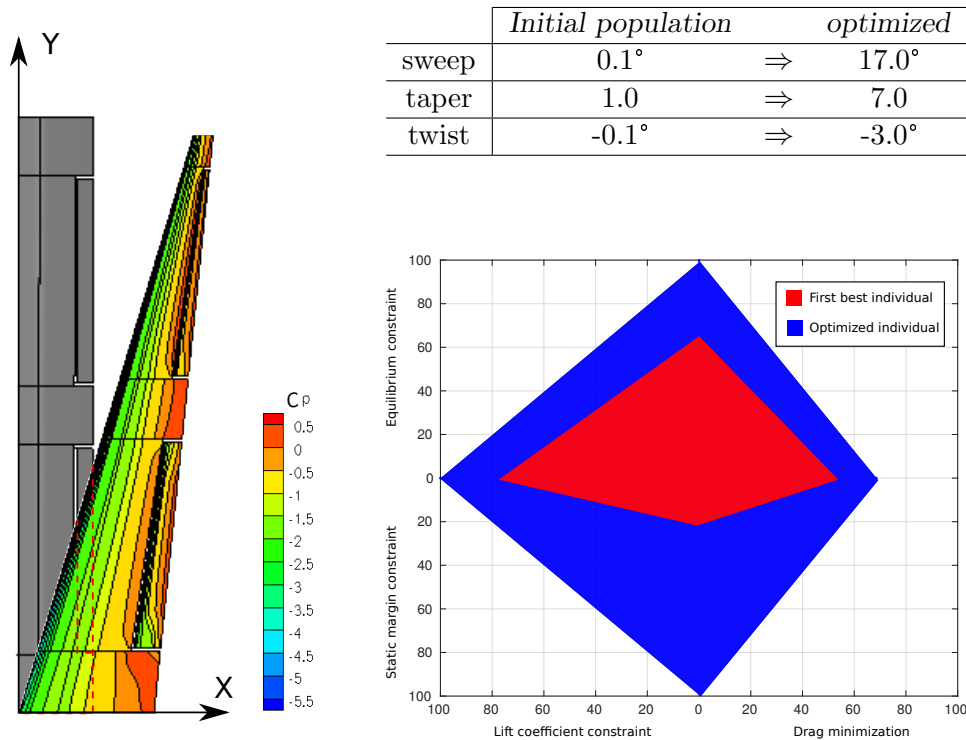 Y
X
C p
0.5
0
-0.5
-1
-1.5
-2
-2.5
-3
-3.5
-4
-4.5
-5
-5.5
Initial population optimized
sweep 0.1° ⇒ 17.0°
taper 1.0 ⇒ 7.0
twist -0.1° ⇒ -3.0°
First best individual
Optimized individual
Equilibrium constraint
Static margin constraint
100
80
60
40
20
0
20
40
60
80
100
100 80 60 40 20 0 20 40 60 80 100
Lift coefficient constraint Drag minimization